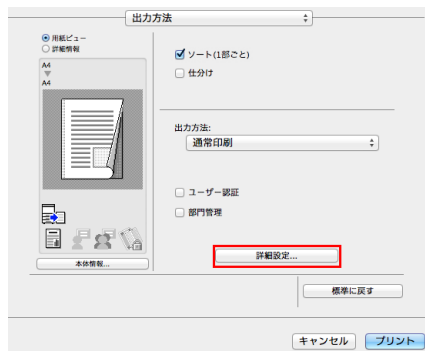 出力方法
用紙ビュー
詳細情報
A4
A4
本体情報...
ソート(1部ごと)
仕分け
出力方法:
通常印刷
ユーザー認証
部門管理
詳細設定...
標準に戻す
キャンセル
プリント